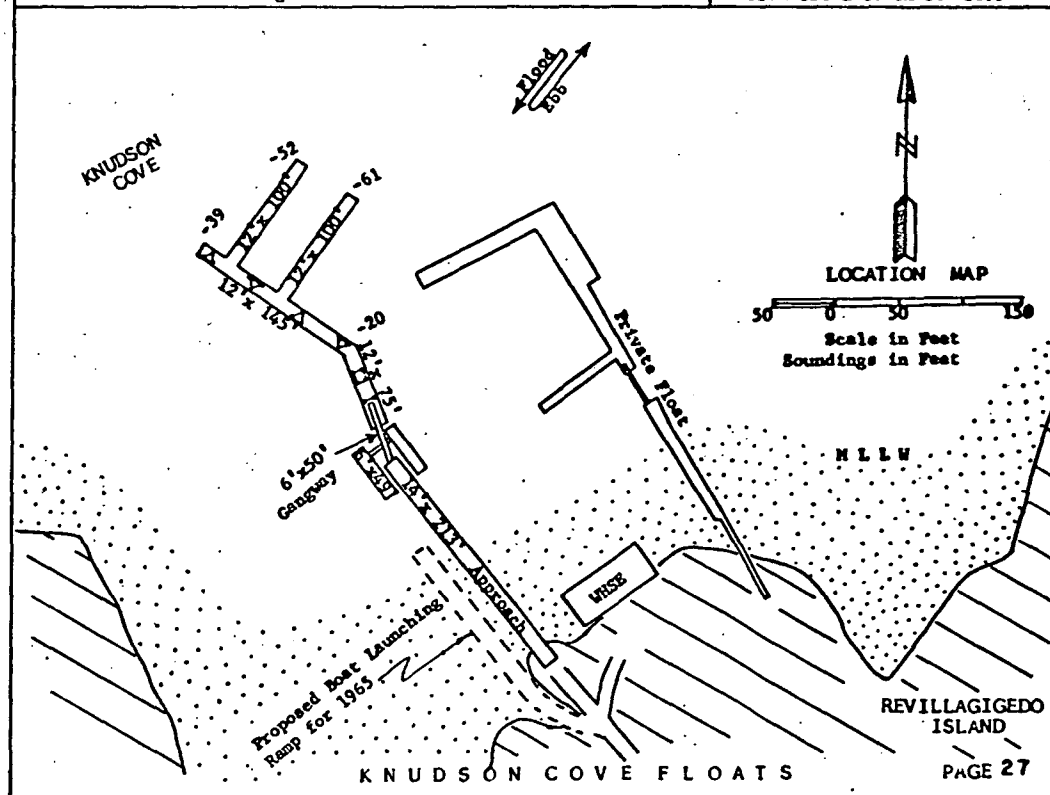 Flood
Ebb
KNUDSON
COVE
-52
-61
-39
12'x 100'
12'x 100'
12'x 145'
-20
12'x 75'
N
LOCATION MAP
50 0 50 150
Scale in Feet
Soundings in Feet
Private Float
M L L W
6'x50'
Gangway
14'x 213' Approach
WHSE
Proposed Boat Launching
Ramp for 1965
REVILLAGIGEDO
ISLAND
KNUDSON COVE FLOATS
PAGE 27